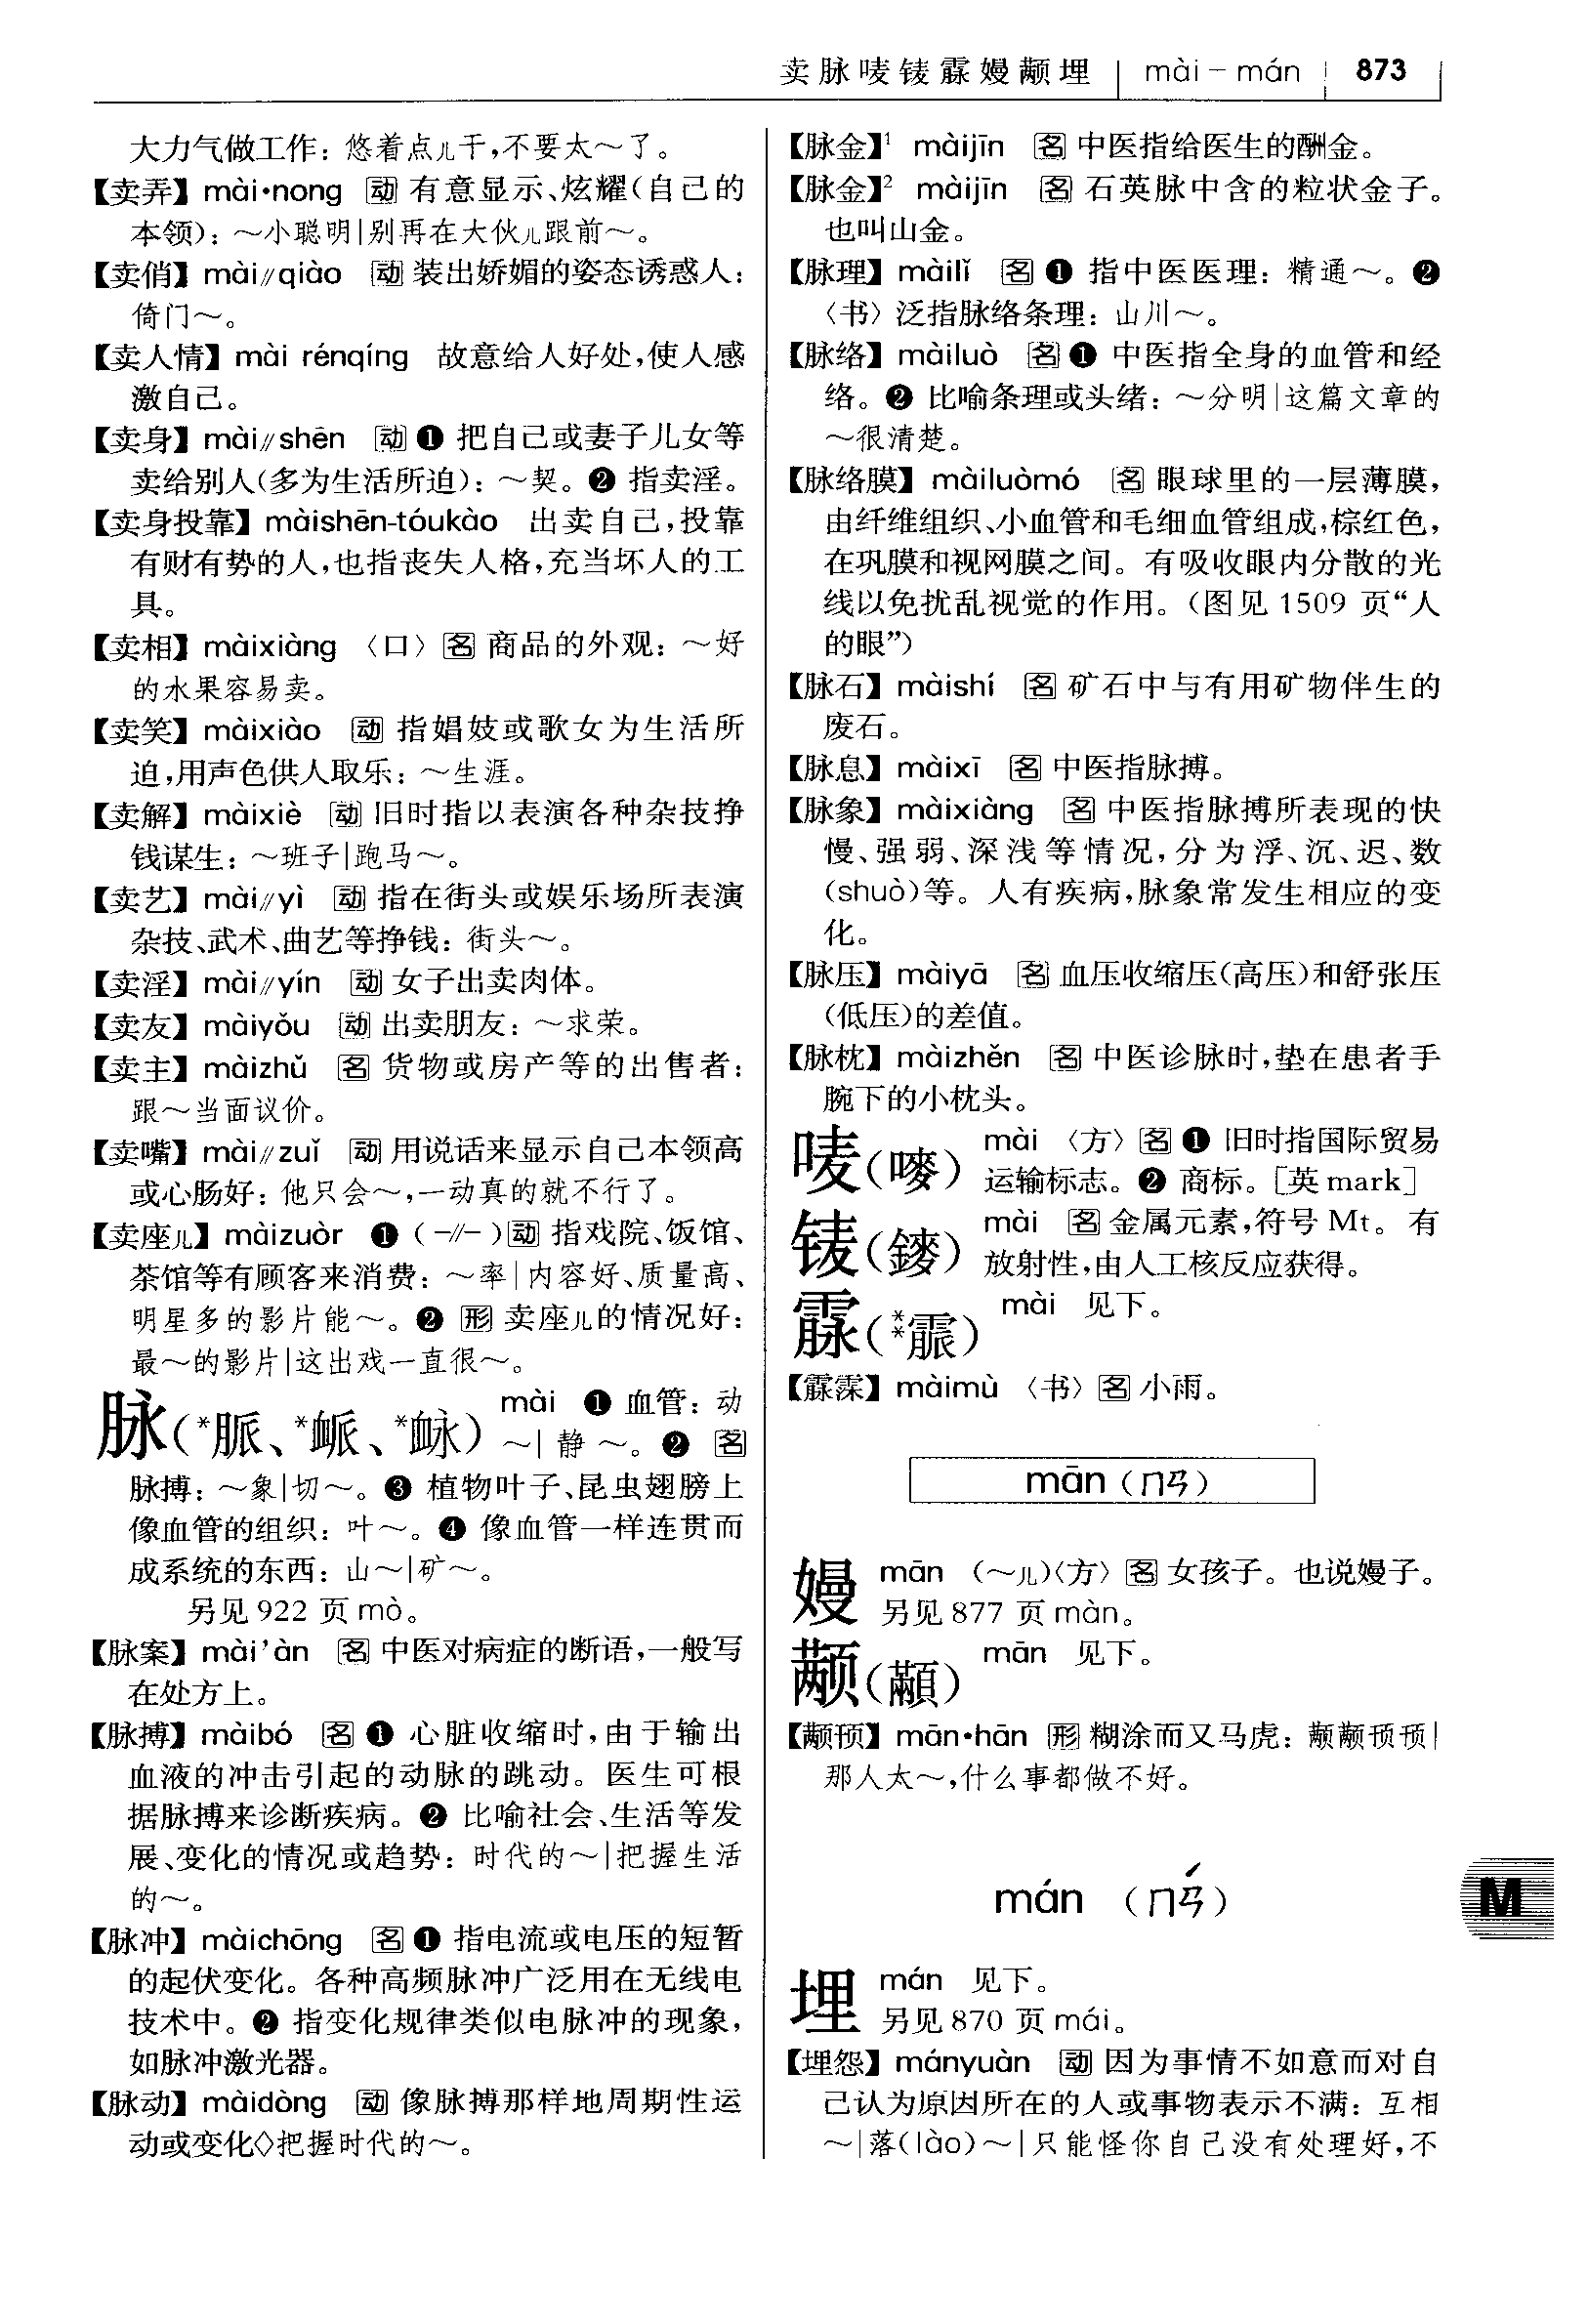 卖脉唛䥑霡嫚颟埋 mài－mán 873
大力气做工作：悠着点儿干，不要太～了。
【卖弄】mài•nong 动 有意显示、炫耀（自己的
本领）：～小聪明|别再在大伙儿跟前～。
【卖俏】mài∥qiào 动 装出娇媚的姿态诱惑人：
倚门～。
【卖人情】mài rénqíng 故意给人好处，使人感
激自己。
【卖身】mài∥shēn 动 ❶ 把自己或妻子儿女等
卖给别人（多为生活所迫）：～契。❷ 指卖淫。
【卖身投靠】màishēn-tóukào 出卖自己，投靠
有财有势的人，也指丧失人格，充当坏人的工
具。
【卖相】màixiàng 〈口〉名 商品的外观：～好
的水果容易卖。
【卖笑】màixiào 动 指娼妓或歌女为生活所
迫，用声色供人取乐：～生涯。
【卖解】màixiè 动 旧时指以表演各种杂技挣
钱谋生：～班子|跑马～。
【卖艺】mài∥yì 动 指在街头或娱乐场所表演
杂技、武术、曲艺等挣钱：街头～。
【卖淫】mài∥yín 动 女子出卖肉体。
【卖友】màiyǒu 动 出卖朋友：～求荣。
【卖主】màizhǔ 名 货物或房产等的出售者：
跟～当面议价。
【卖嘴】mài∥zuǐ 动 用说话来显示自己本领高
或心肠好：他只会～，一动真的就不行了。
【卖座儿】màizuòr ❶（－∥－）动 指戏院、饭馆、
茶馆等有顾客来消费：～率|内容好、质量高、
明星多的影片能～。❷ 形 卖座儿的情况好：
最～的影片|这出戏一直很～。
脉（*脈、*衇、*䘑）mài ❶ 血管：动
～|静～。❷ 名
脉搏：～象|切～。❸ 植物叶子、昆虫翅膀上
像血管的组织：叶～。❹ 像血管一样连贯而
成系统的东西：山～|矿～。
另见 922 页 mò。
【脉案】mài’àn 名 中医对病症的断语，一般写
在处方上。
【脉搏】màibó 名 ❶ 心脏收缩时，由于输出
血液的冲击引起的动脉的跳动。医生可根
据脉搏来诊断疾病。❷ 比喻社会、生活等发
展、变化的情况或趋势：时代的～|把握生活
的～。
【脉冲】màichōng 名 ❶ 指电流或电压的短暂
的起伏变化。各种高频脉冲广泛用在无线电
技术中。❷ 指变化规律类似电脉冲的现象，
如脉冲激光器。
【脉动】màidòng 动 像脉搏那样地周期性运
动或变化◇把握时代的～。
【脉金】¹ màijīn 名 中医指给医生的酬金。
【脉金】² màijīn 名 石英脉中含的粒状金子。
也叫山金。
【脉理】màilǐ 名 ❶ 指中医医理：精通～。❷
〈书〉泛指脉络条理：山川～。
【脉络】màiluò 名 ❶ 中医指全身的血管和经
络。❷ 比喻条理或头绪：～分明|这篇文章的
～很清楚。
【脉络膜】màiluòmó 名 眼球里的一层薄膜，
由纤维组织、小血管和毛细血管组成，棕红色，
在巩膜和视网膜之间。有吸收眼内分散的光
线以免扰乱视觉的作用。（图见 1509 页“人
的眼”）
【脉石】màishí 名 矿石中与有用矿物伴生的
废石。
【脉息】màixī 名 中医指脉搏。
【脉象】màixiàng 名 中医指脉搏所表现的快
慢、强弱、深浅等情况，分为浮、沉、迟、数
（shuò）等。人有疾病，脉象常发生相应的变
化。
【脉压】màiyā 名 血压收缩压（高压）和舒张压
（低压）的差值。
【脉枕】màizhěn 名 中医诊脉时，垫在患者手
腕下的小枕头。
唛（嘜）mài 〈方〉名 ❶ 旧时指国际贸易
运输标志。❷ 商标。［英 mark］
䥑（鿏）mài 名 金属元素，符号 Mt。有
放射性，由人工核反应获得。
霡（**霢）mài 见下。
【霡霂】màimù 〈书〉名 小雨。
mān（ㄇㄢ）
嫚 mān （～儿）〈方〉名 女孩子。也说嫚子。
另见 877 页 màn。
颟（顢）mān 见下。
【颟顸】mān•hān 形 糊涂而又马虎：颟颟顸顸|
那人太～，什么事都做不好。
mán （ㄇㄢˊ）
M
埋 mán 见下。
另见 870 页 mái。
【埋怨】mányuàn 动 因为事情不如意而对自
己认为原因所在的人或事物表示不满：互相
～|落（lào）～|只能怪你自己没有处理好，不